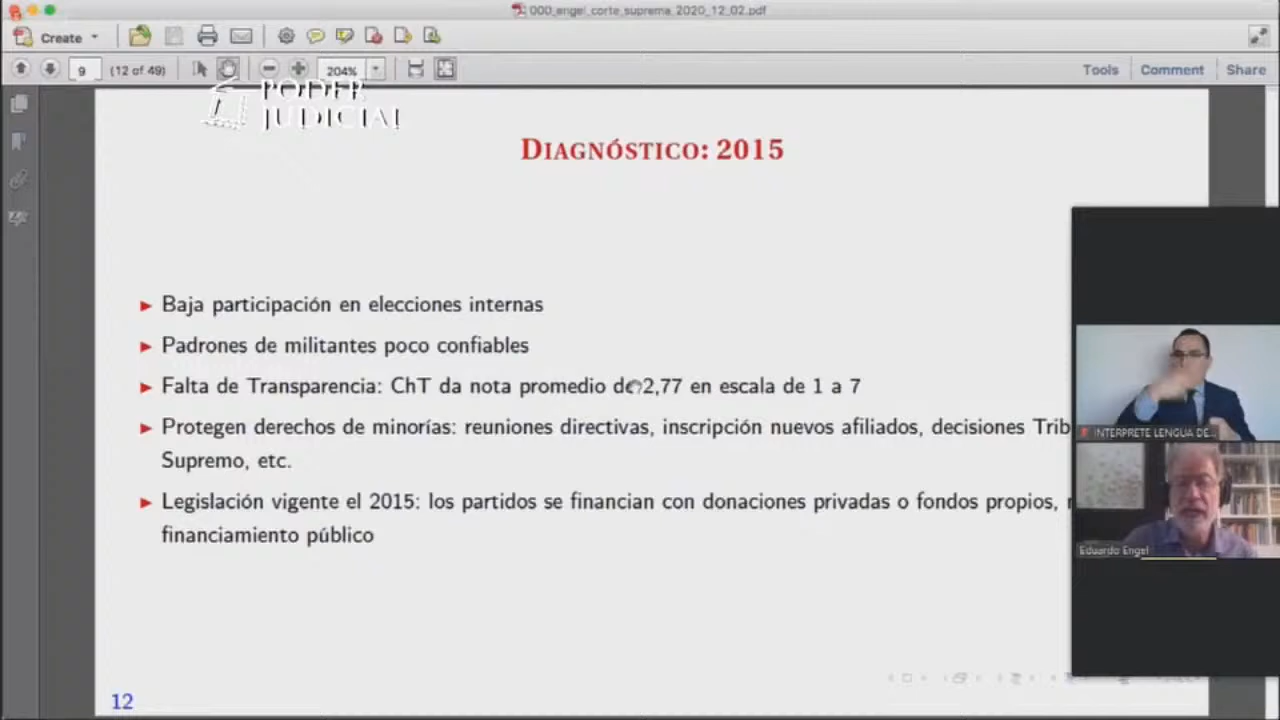 000_engel_corte_suprema_2020_12_02.pdf
Create
9 (12 of 49) 204% Tools Comment Share
PODER
JUDICIAL
DIAGNÓSTICO: 2015
Baja participación en elecciones internas
Padrones de militantes poco confiables
Falta de Transparencia: ChT da nota promedio de 2,77 en escala de 1 a 7
Protegen derechos de minorías: reuniones directivas, inscripción nuevos afiliados, decisiones Trib
Supremo, etc.
Legislación vigente el 2015: los partidos se financian con donaciones privadas o fondos propios,
financiamiento público
INTERPRETE LENGUA DE...
Eduardo Engel
12